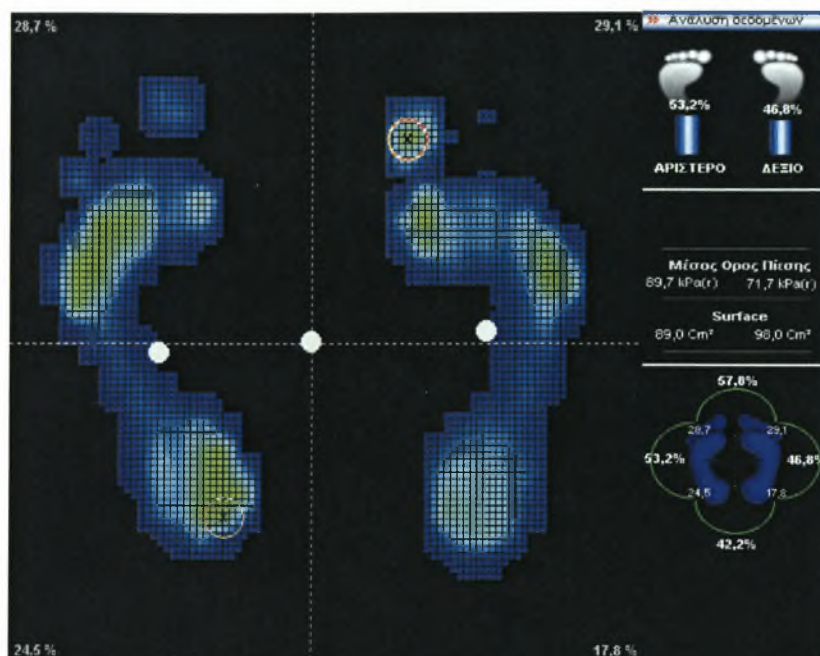 28,7 %
29,1 %
24,5 %
17,8 %
Ανάλυση δεδομένων
53,2%
46,8%
ΑΡΙΣΤΕΡΟ
ΔΕΞΙΟ
Μέσος Ορος Πίεσης
89,7 kPa(r)
71,7 kPa(r)
Surface
89,0 Cm²
98,0 Cm²
57,8%
28,7
29,1
53,2%
46,8%
24,5
17,8
42,2%